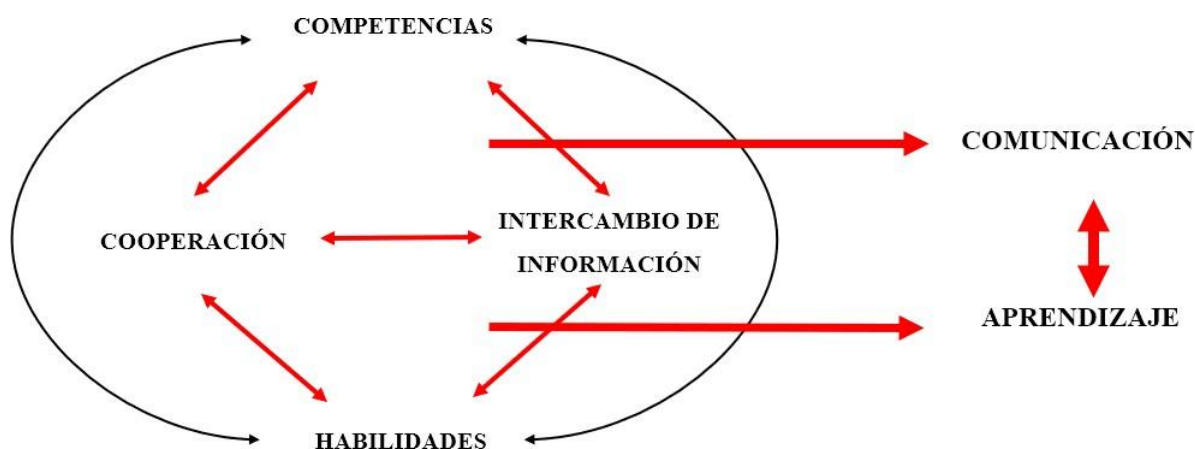 COMPETENCIAS
COMUNICACIÓN
COOPERACIÓN
INTERCAMBIO DE
INFORMACIÓN
APRENDIZAJE
HABILIDADES